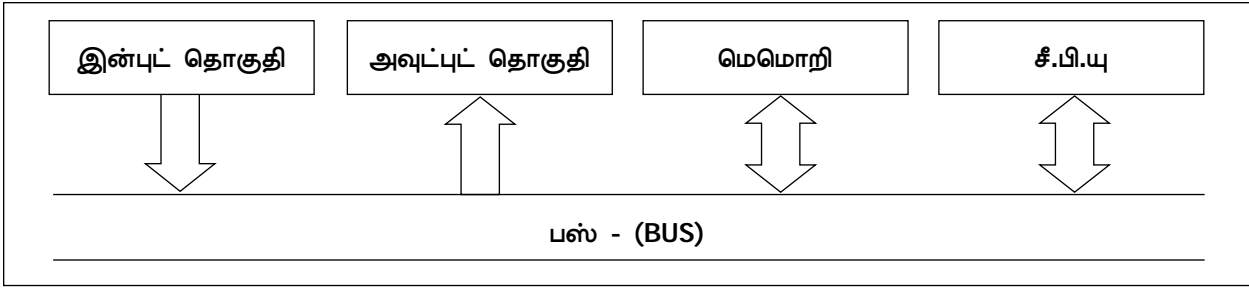 இன்புட் தொகுதி
அவுட்புட் தொகுதி
மெமொறி
சீ.பி.யு
பஸ் - (BUS)